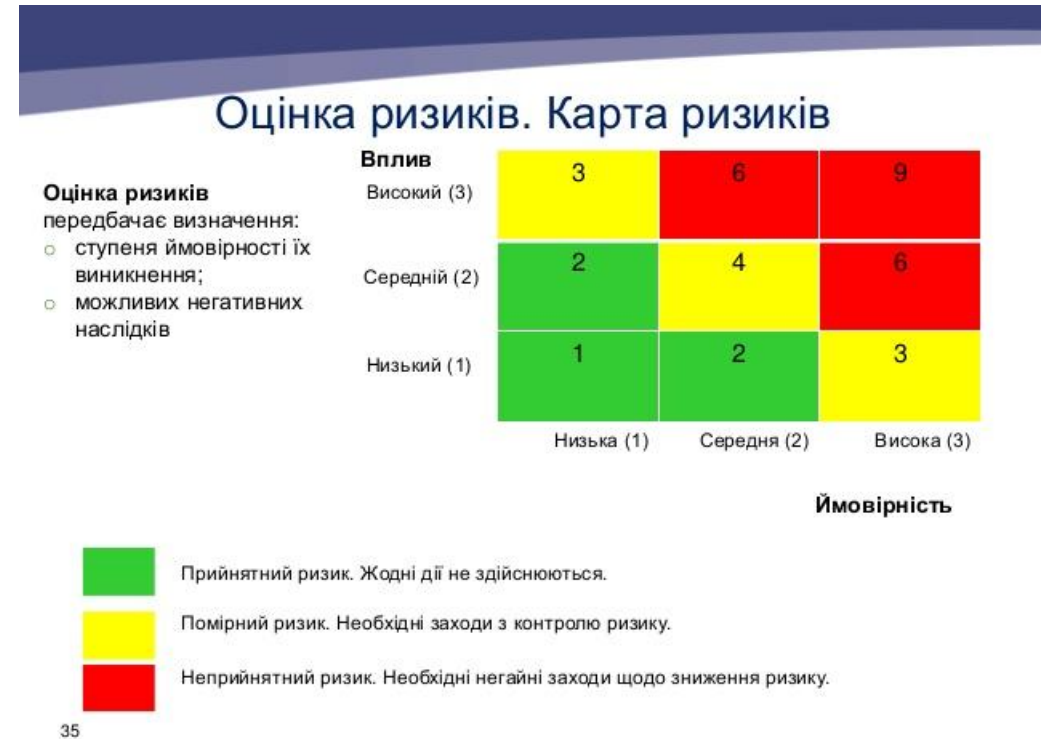 Оцінка ризиків. Карта ризиків
Оцінка ризиків
передбачає визначення:
ступеня ймовірності їх
виникнення;
можливих негативних
наслідків
Вплив
Високий (3)
3
6
9
Середній (2)
2
4
6
Низький (1)
1
2
3
Низька (1)
Середня (2)
Висока (3)
Ймовірність
Прийнятний ризик. Жодні дії не здійснюються.
Помірний ризик. Необхідні заходи з контролю ризику.
Неприйнятний ризик. Необхідні негайні заходи щодо зниження ризику.
35